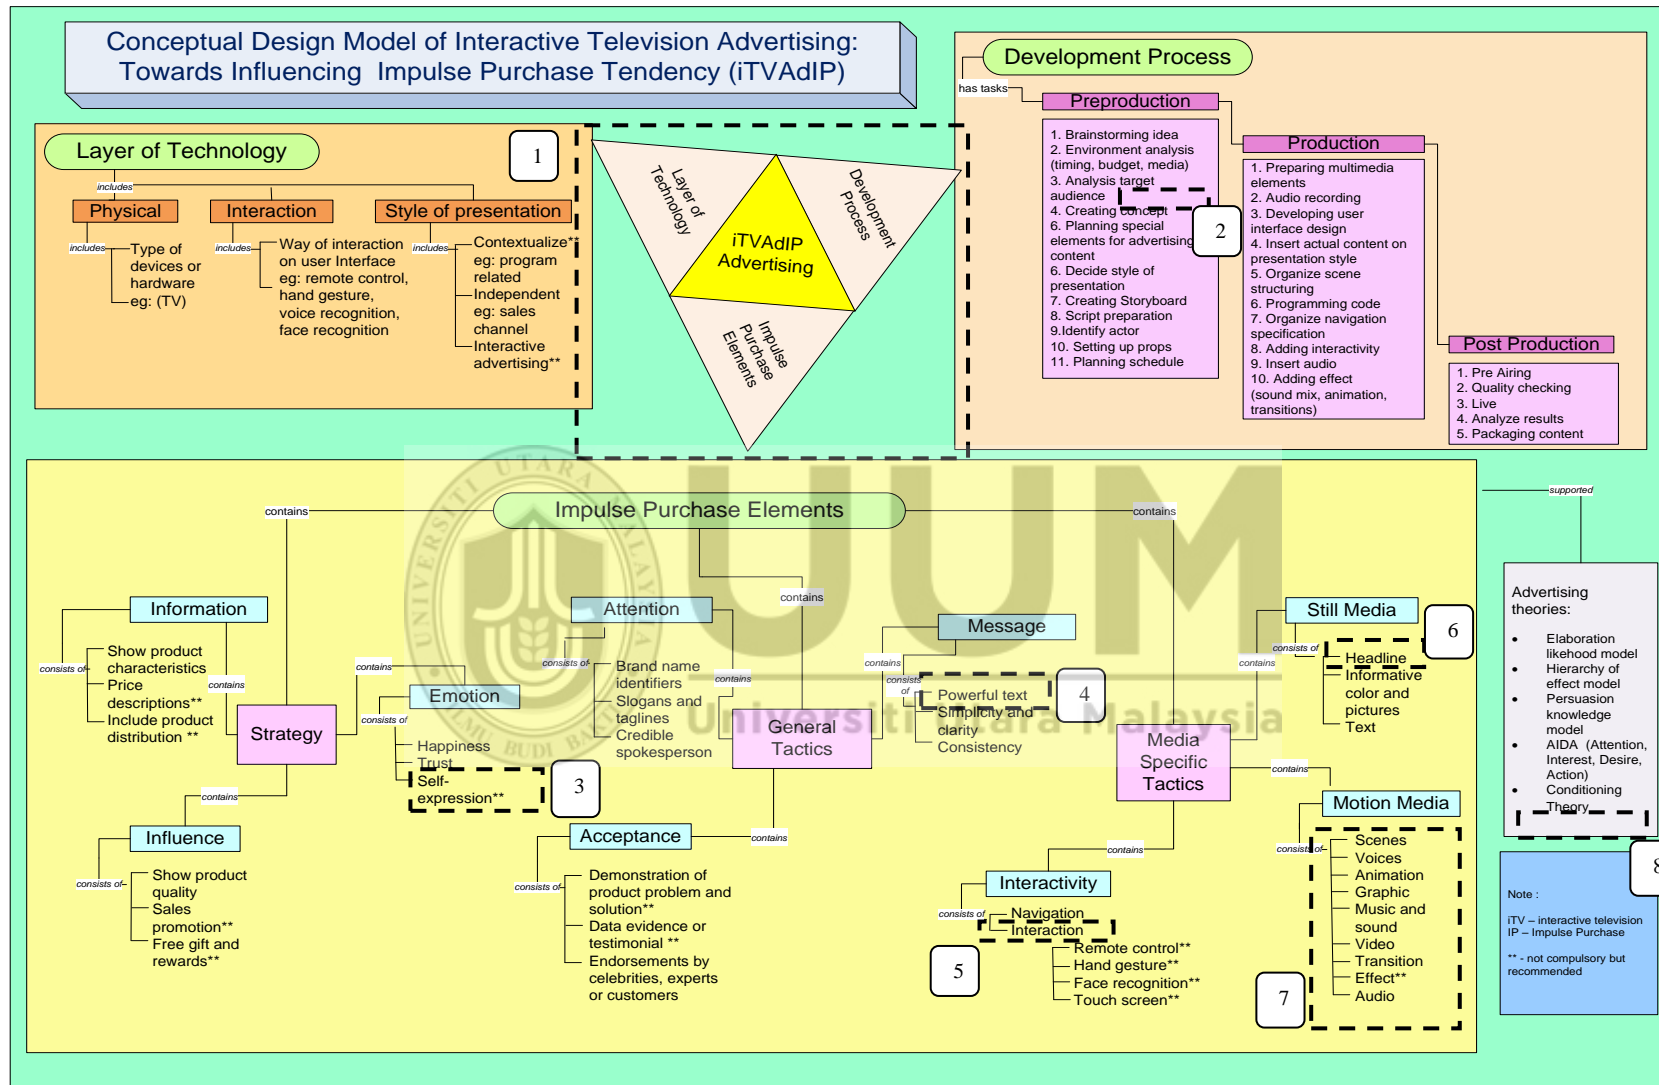 Conceptual Design Model of Interactive Television Advertising:
Towards Influencing Impulse Purchase Tendency (iTVAdIP)
Layer of Technology
1
includes
Physical
includes
Type of
devices or
hardware
eg: (TV)
Interaction
includes
Way of interaction
on user Interface
eg: remote control,
hand gesture,
voice recognition,
face recognition
Style of presentation
includes
Contextualize**
eg: program
related
Independent
eg: sales
channel
Interactive
advertising**
Layer of
Technology
Development
Process
iTVAdIP
Advertising
Impulse
Purchase
Elements
Development Process
has tasks
Preproduction
1. Brainstorming idea
2. Environment analysis
(timing, budget, media)
3. Analysis target
audience
4. Creating concept
6. Planning special
elements for advertising
content
6. Decide style of
presentation
7. Creating Storyboard
8. Script preparation
9.Identify actor
10. Setting up props
11. Planning schedule
2
Production
1. Preparing multimedia
elements
2. Audio recording
3. Developing user
interface design
4. Insert actual content on
presentation style
5. Organize scene
structuring
6. Programming code
7. Organize navigation
specification
8. Adding interactivity
9. Insert audio
10. Adding effect
(sound mix, animation,
transitions)
Post Production
1. Pre Airing
2. Quality checking
3. Live
4. Analyze results
5. Packaging content
Impulse Purchase Elements
contains
contains
contains
UNIVERSITI UTARA MALAYSIA
ILMU BUDI BAKTI
UUM
Universiti Utara Malaysia
Strategy
contains
Information
consists of
Show product
characteristics
Price
descriptions**
Include product
distribution **
contains
Emotion
consists of
Happiness
Trust
Self-
expression**
3
contains
Influence
consists of
Show product
quality
Sales
promotion**
Free gift and
rewards**
General
Tactics
contains
Attention
consists of
Brand name
identifiers
Slogans and
taglines
Credible
spokesperson
contains
Message
consists
of
Powerful text
Simplicity and
clarity
Consistency
4
contains
Acceptance
consists of
Demonstration of
product problem and
solution**
Data evidence or
testimonial **
Endorsements by
celebrities, experts
or customers
Media
Specific
Tactics
contains
Still Media
consists of
Headline
Informative
color and
pictures
Text
6
contains
Motion Media
consists of
Scenes
Voices
Animation
Graphic
Music and
sound
Video
Transition
Effect**
Audio
7
contains
Interactivity
consists of
Navigation
Interaction
Remote control**
Hand gesture**
Face recognition**
Touch screen**
5
supported
Advertising
theories:
• Elaboration
likehood model
• Hierarchy of
effect model
• Persuasion
knowledge
model
• AIDA (Attention,
Interest, Desire,
Action)
• Conditioning
Theory
8
Note :
iTV – interactive television
IP – Impulse Purchase
** - not compulsory but
recommended